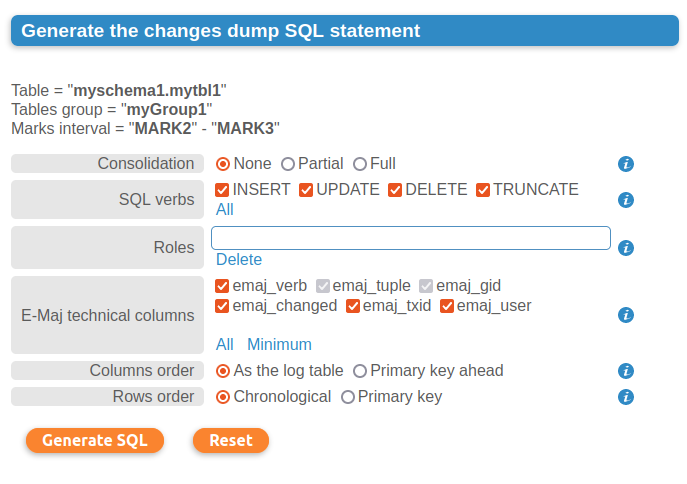 Generate the changes dump SQL statement
Table = "myschema1.mytbl1"
Tables group = "myGroup1"
Marks interval = "MARK2" - "MARK3"
Consolidation None Partial Full
SQL verbs INSERT UPDATE DELETE TRUNCATE
All
Roles
Delete
E-Maj technical columns emaj_verb emaj_tuple emaj_gid
emaj_changed emaj_txid emaj_user
All Minimum
Columns order As the log table Primary key ahead
Rows order Chronological Primary key
Generate SQL Reset